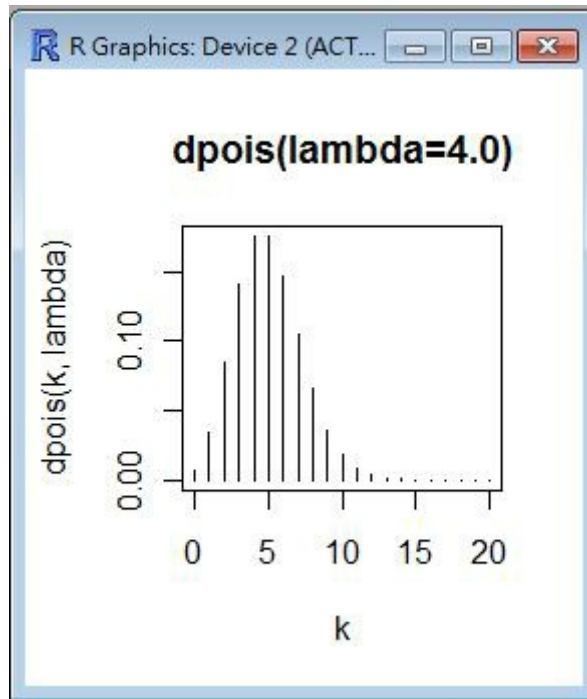 R Graphics: Device 2 (ACT...
dpois(lambda=4.0)
dpois(k, lambda)
0.10
0.00
0 5 10 15 20
k